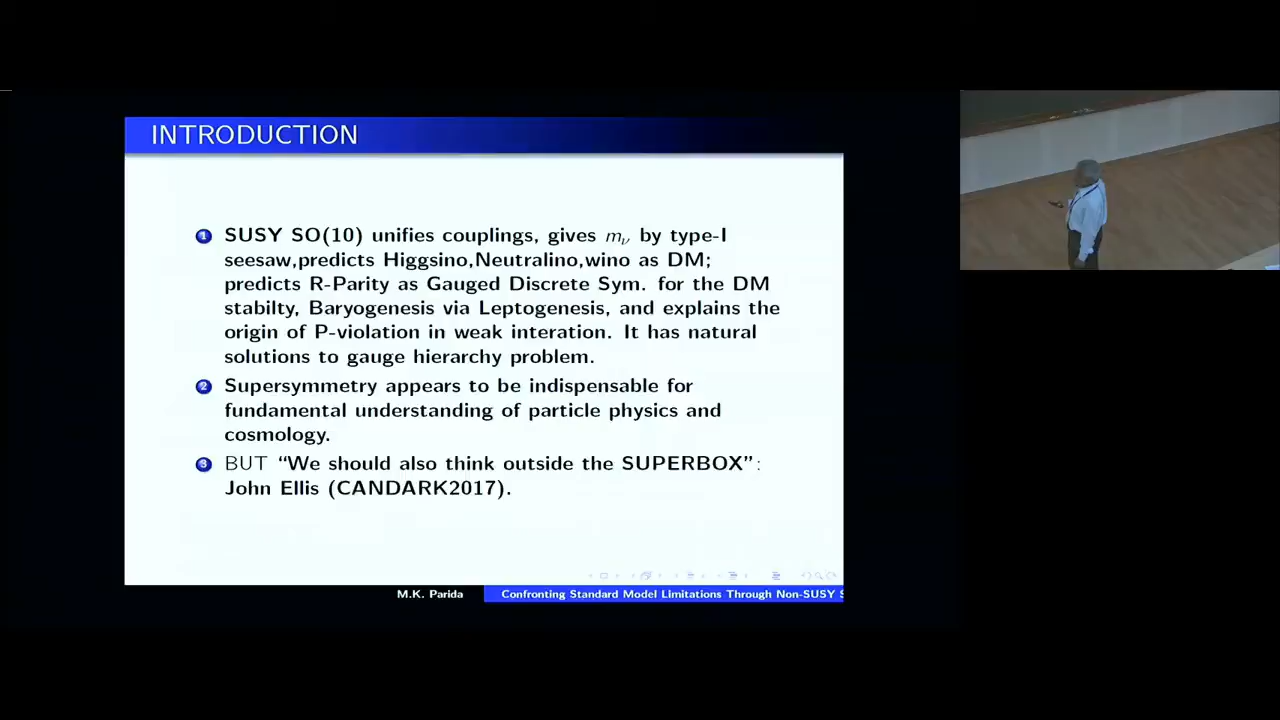 INTRODUCTION
1 SUSY SO(10) unifies couplings, gives mν by type-I
seesaw,predicts Higgsino,Neutralino,wino as DM;
predicts R-Parity as Gauged Discrete Sym. for the DM
stabilty, Baryogenesis via Leptogenesis, and explains the
origin of P-violation in weak interation. It has natural
solutions to gauge hierarchy problem.
2 Supersymmetry appears to be indispensable for
fundamental understanding of particle physics and
cosmology.
3 BUT “We should also think outside the SUPERBOX”:
John Ellis (CANDARK2017).
M.K. Parida
Confronting Standard Model Limitations Through Non-SUSY S